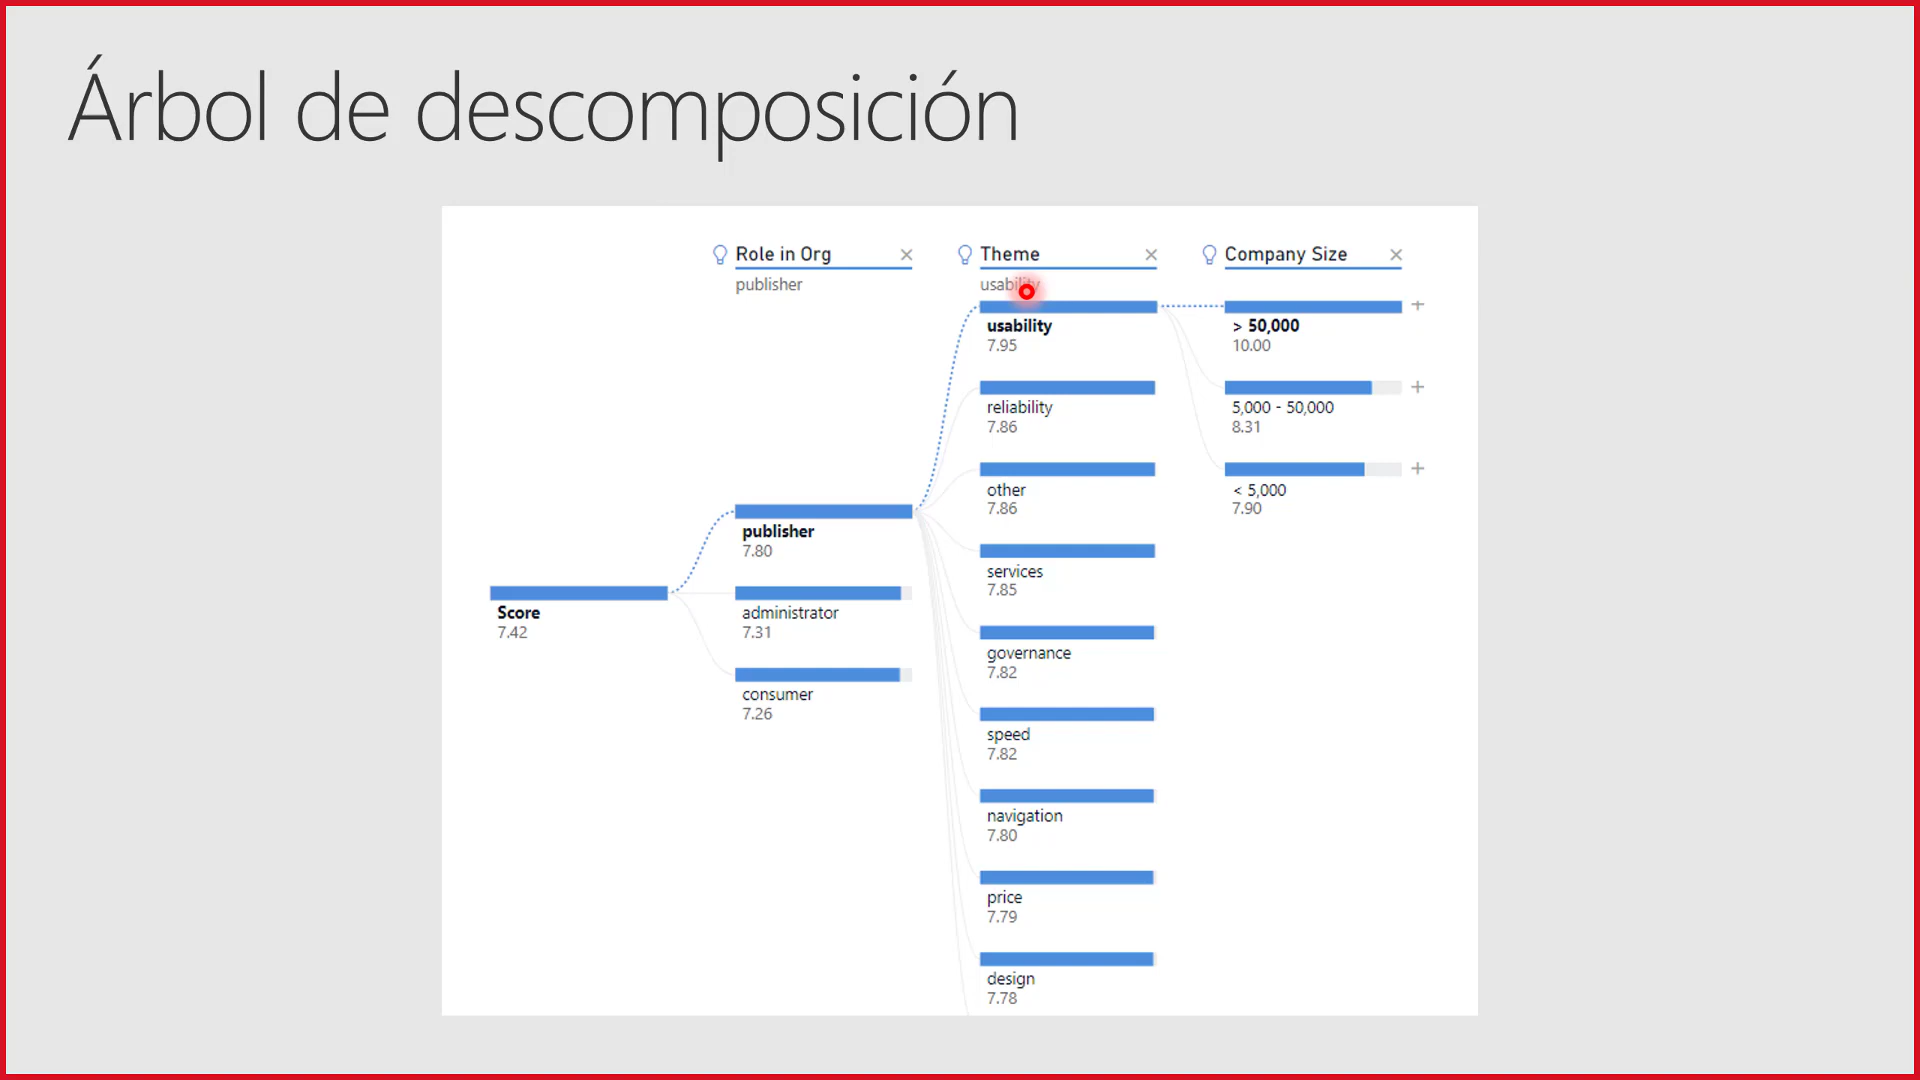 Árbol de descomposición
Role in Org
publisher
Theme
usability
Company Size
Score
7.42
publisher
7.80
administrator
7.31
consumer
7.26
usability
7.95
reliability
7.86
other
7.86
services
7.85
governance
7.82
speed
7.82
navigation
7.80
price
7.79
design
7.78
> 50,000
10.00
5,000 - 50,000
8.31
< 5,000
7.90